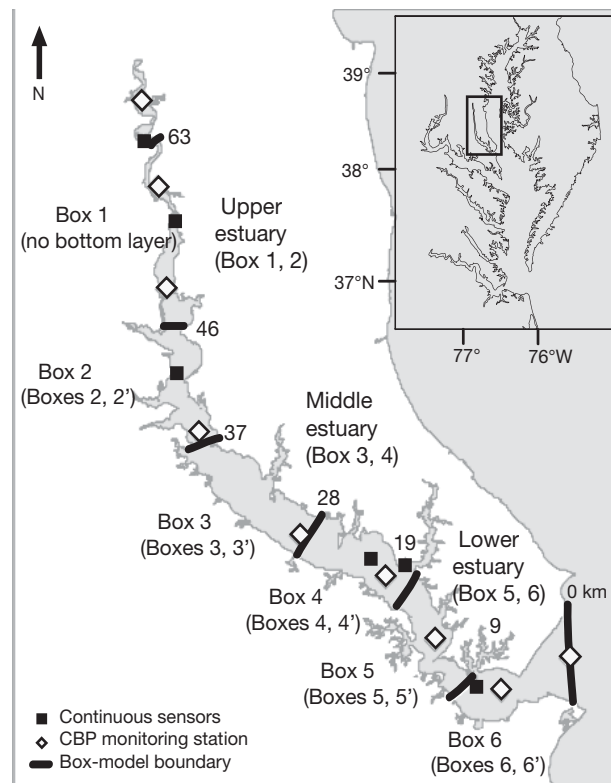 N
39°
38°
37°N
77°
76°W
63
Box 1
(no bottom layer)
Upper
estuary
(Box 1, 2)
46
Box 2
(Boxes 2, 2’)
37
Middle
estuary
(Box 3, 4)
28
Box 3
(Boxes 3, 3’)
19
Lower
estuary
(Box 5, 6)
0 km
Box 4
(Boxes 4, 4’)
9
Box 5
(Boxes 5, 5’)
Box 6
(Boxes 6, 6’)
Continuous sensors
CBP monitoring station
Box-model boundary